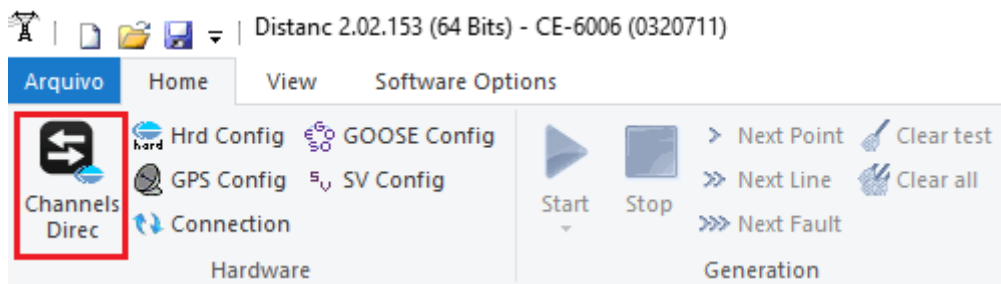 Distanc 2.02.153 (64 Bits) - CE-6006 (0320711)
Arquivo Home View Software Options
Channels Direc
Hrd Config
GOOSE Config
GPS Config
SV Config
Connection
Hardware
Start
Stop
Next Point
Next Line
Next Fault
Clear test
Clear all
Generation